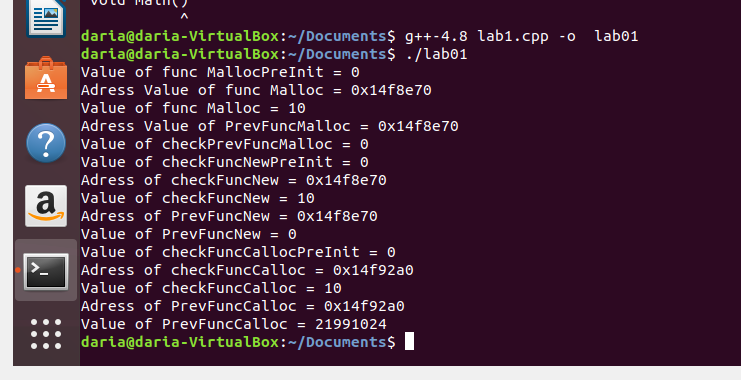 void Math()
^
daria@daria-VirtualBox:~/Documents$ g++-4.8 lab1.cpp -o  lab01
daria@daria-VirtualBox:~/Documents$ ./lab01
Value of func MallocPreInit = 0
Adress Value of func Malloc = 0x14f8e70
Value of func Malloc = 10
Adress Value of PrevFuncMalloc = 0x14f8e70
Value of checkPrevFuncMalloc = 0
Value of checkFuncNewPreInit = 0
Adress of checkFuncNew = 0x14f8e70
Value of checkFuncNew = 10
Adress of PrevFuncNew = 0x14f8e70
Value of PrevFuncNew = 0
Value of checkFuncCallocPreInit = 0
Adress of checkFuncCalloc = 0x14f92a0
Value of checkFuncCalloc = 10
Adress of PrevFuncCalloc = 0x14f92a0
Value of PrevFuncCalloc = 21991024
daria@daria-VirtualBox:~/Documents$